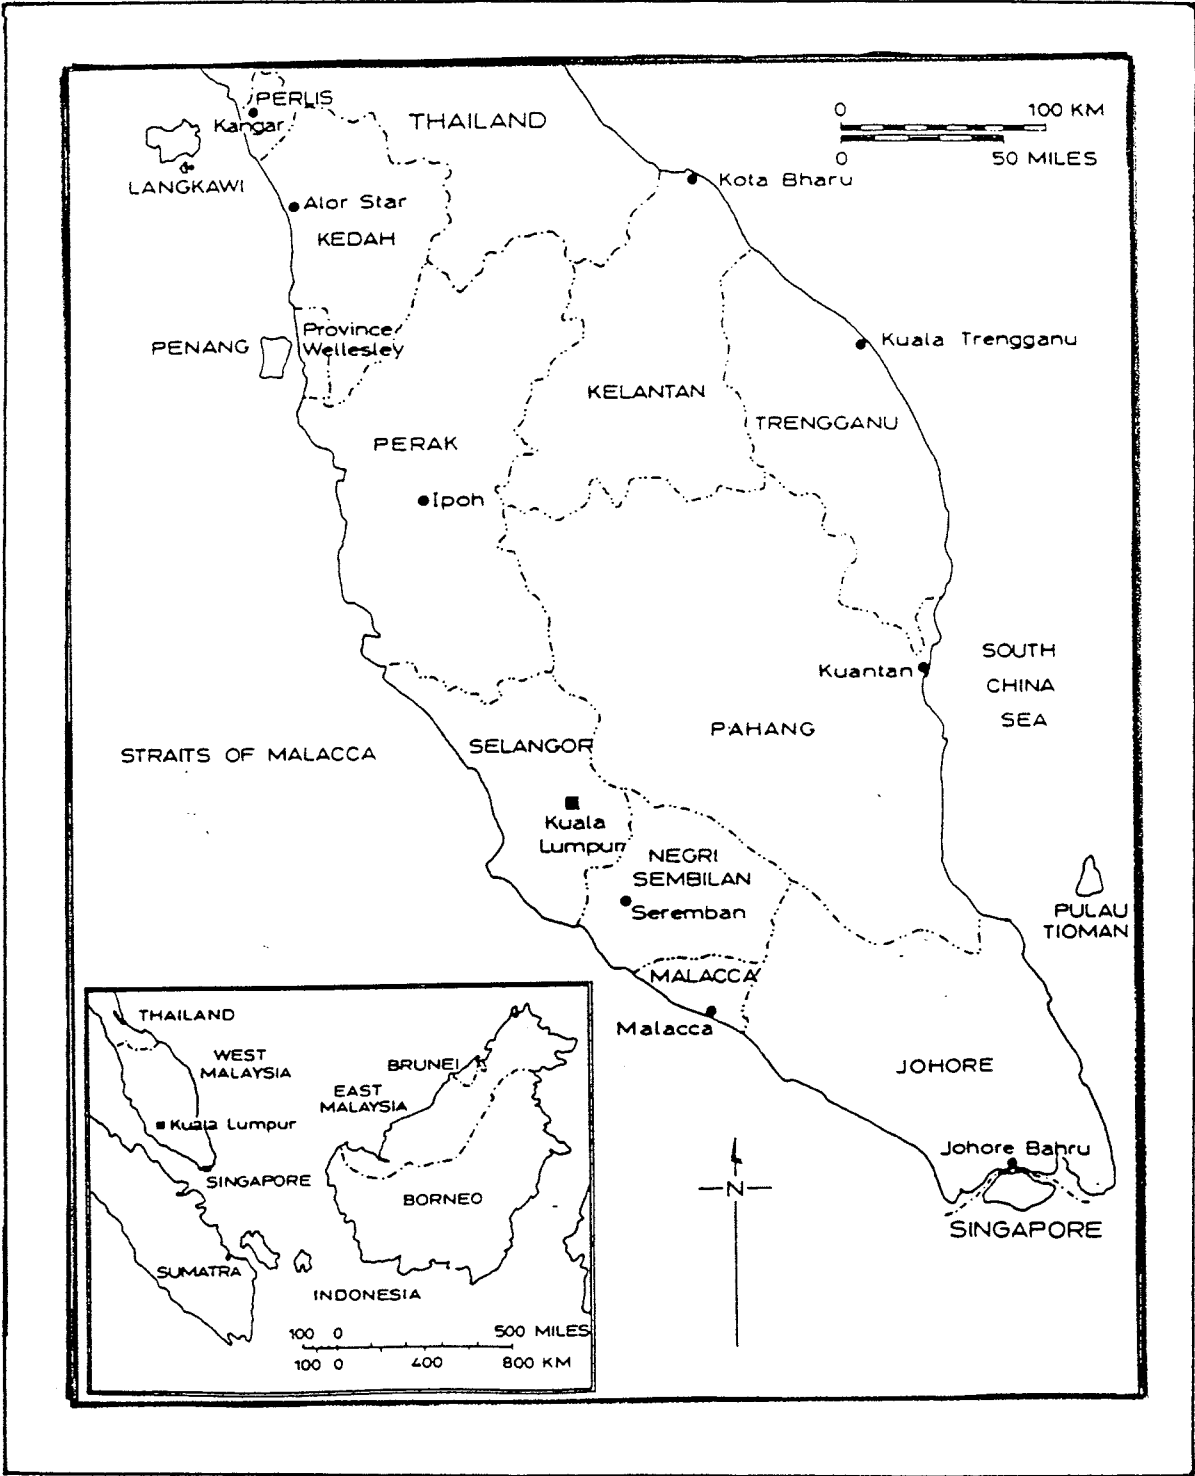 PERLIS
Kangar
THAILAND
0 100 KM
0 50 MILES
LANGKAWI
Kota Bharu
Alor Star
KEDAH
Province
Wellesley
PENANG
Kuala Trengganu
KELANTAN
TRENGGANU
PERAK
Ipoh
SOUTH
CHINA
SEA
Kuantan
PAHANG
SELANGOR
STRAITS OF MALACCA
Kuala
Lumpur
NEGRI
SEMBILAN
Seremban
PULAU
TIOMAN
MALACCA
Malacca
JOHORE
Johore Bahru
SINGAPORE
N
THAILAND
WEST
MALAYSIA
Kuala Lumpur
SINGAPORE
BRUNEI
EAST
MALAYSIA
BORNEO
SUMATRA
INDONESIA
100 0 500 MILES
100 0 400 800 KM